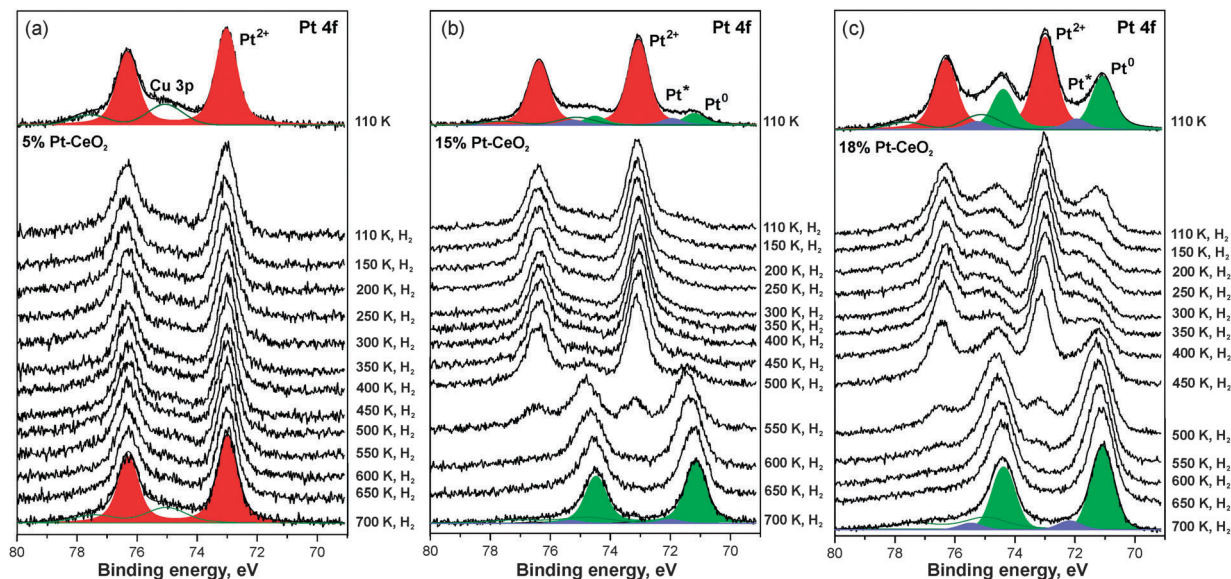 (a)
Pt 4f
Pt²⁺
Cu 3p
110 K
5% Pt-CeO₂
110 K, H₂
150 K, H₂
200 K, H₂
250 K, H₂
300 K, H₂
350 K, H₂
400 K, H₂
450 K, H₂
500 K, H₂
550 K, H₂
600 K, H₂
650 K, H₂
700 K, H₂
80 78 76 74 72 70
Binding energy, eV
(b)
Pt 4f
Pt²⁺
Pt*
Pt⁰
110 K
15% Pt-CeO₂
110 K, H₂
150 K, H₂
200 K, H₂
250 K, H₂
300 K, H₂
350 K, H₂
400 K, H₂
450 K, H₂
500 K, H₂
550 K, H₂
600 K, H₂
650 K, H₂
700 K, H₂
80 78 76 74 72 70
Binding energy, eV
(c)
Pt 4f
Pt²⁺
Pt*
Pt⁰
110 K
18% Pt-CeO₂
110 K, H₂
150 K, H₂
200 K, H₂
250 K, H₂
300 K, H₂
350 K, H₂
400 K, H₂
450 K, H₂
500 K, H₂
550 K, H₂
600 K, H₂
650 K, H₂
700 K, H₂
80 78 76 74 72 70
Binding energy, eV